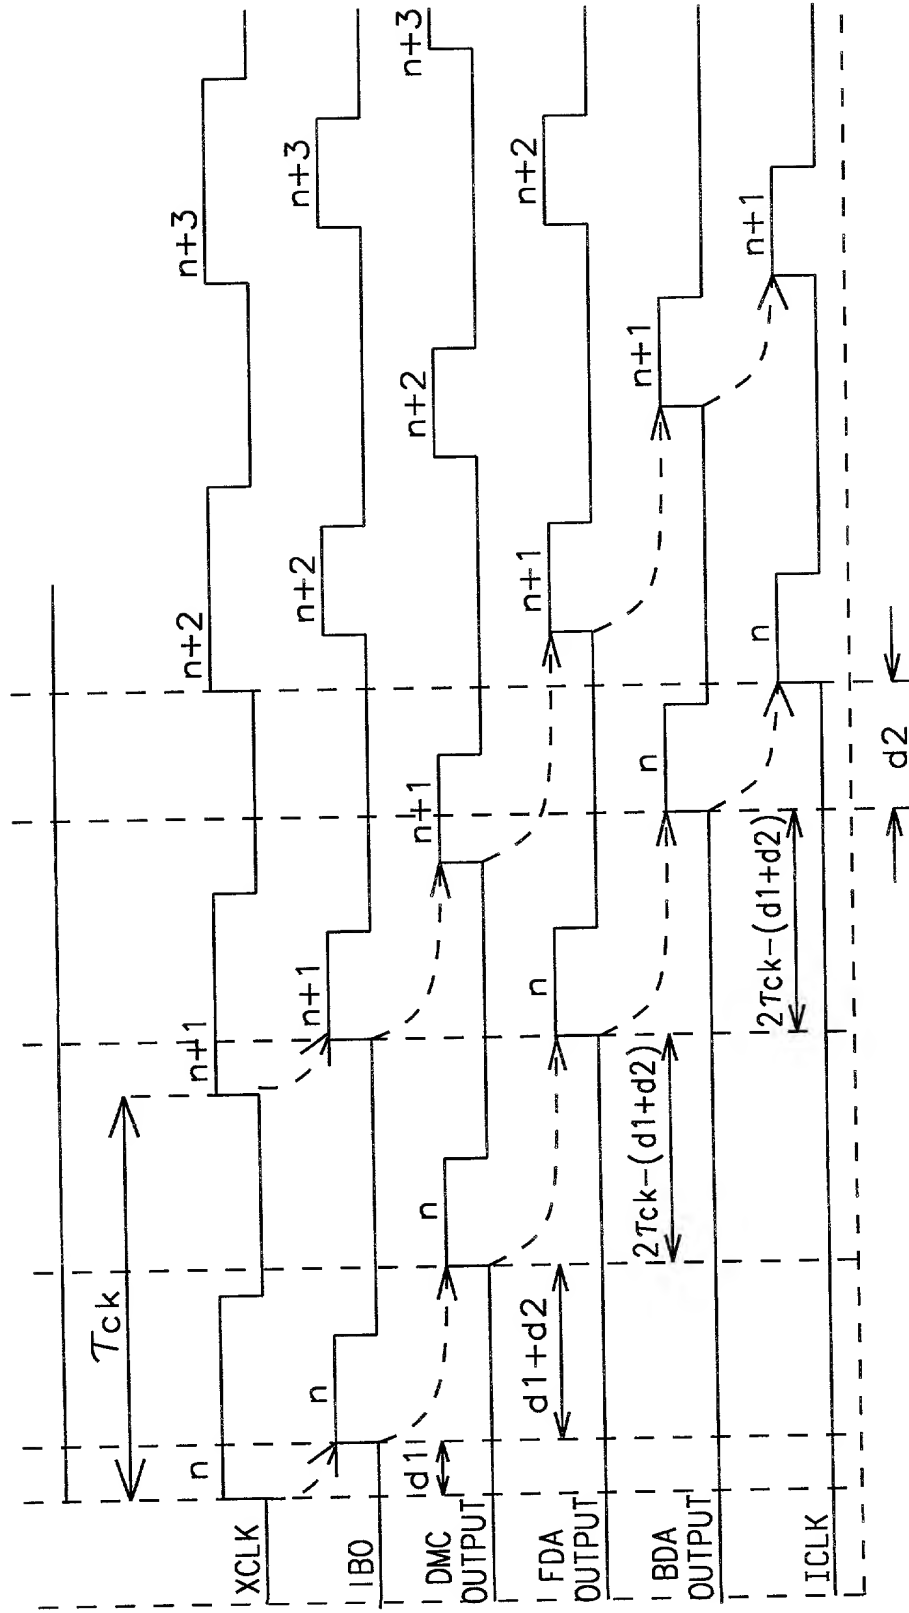 τck
XCLK
n
n+1
n+2
n+3
IBO
n
n+1
n+2
n+3
d1
DMC
OUTPUT
n
n+1
n+2
n+3
d1+d2
FDA
OUTPUT
n
n+1
n+2
2τck-(d1+d2)
BDA
OUTPUT
n
n+1
2τck-(d1+d2)
ICLK
n
n+1
d2